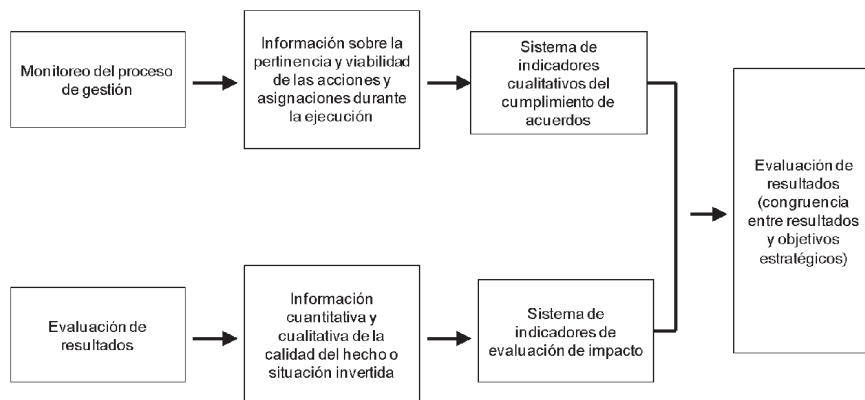 Monitoreo del proceso
de gestión
Información sobre la
pertinencia y viabilidad
de las acciones y
asignaciones durante
la ejecución
Sistema de
indicadores
cualitativos del
cumplimiento de
acuerdos
Evaluación de
resultados
(congruencia
entre resultados
y objetivos
estratégicos)
Evaluación de
resultados
Información
cuantitativa y
cualitativa de la
calidad del hecho o
situación invertida
Sistema de
indicadores de
evaluación de impacto